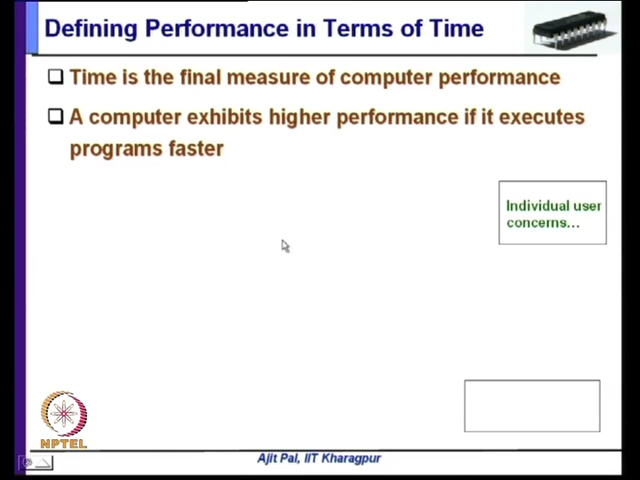 Defining Performance in Terms of Time
Time is the final measure of computer performance
A computer exhibits higher performance if it executes
programs faster
Individual user
concerns...
NPTEL
Ajit Pal, IIT Kharagpur